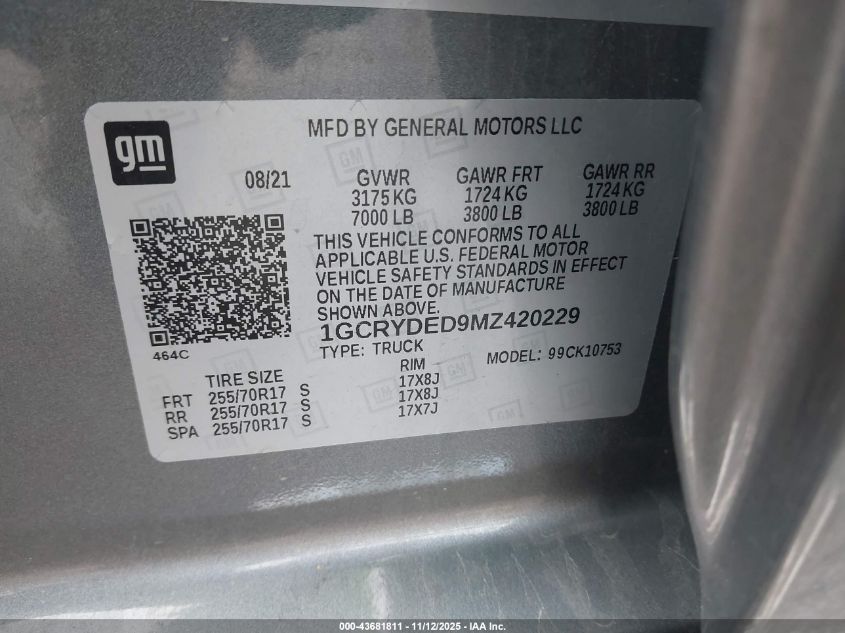 gm
MFD BY GENERAL MOTORS LLC
08/21
GVWR GAWR FRT GAWR RR
3175 KG 1724 KG 1724 KG
7000 LB 3800 LB 3800 LB
THIS VEHICLE CONFORMS TO ALL
APPLICABLE U.S. FEDERAL MOTOR
VEHICLE SAFETY STANDARDS IN EFFECT
ON THE DATE OF MANUFACTURE
SHOWN ABOVE.
1GCRYDED9MZ420229
464C
TYPE: TRUCK MODEL: 99CK10753
TIRE SIZE RIM
FRT 255/70R17 S 17X8J
RR 255/70R17 S 17X8J
SPA 255/70R17 S 17X7J
000-43681811 - 11/12/2025 - IAA Inc.